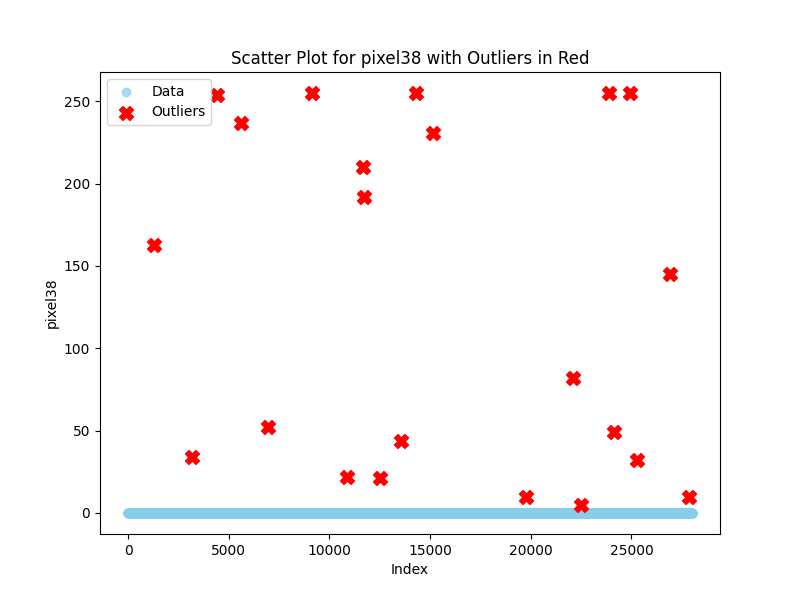 Scatter Plot for pixel38 with Outliers in Red
Data
Outliers
250
200
150
100
50
0
pixel38
0 5000 10000 15000 20000 25000
Index